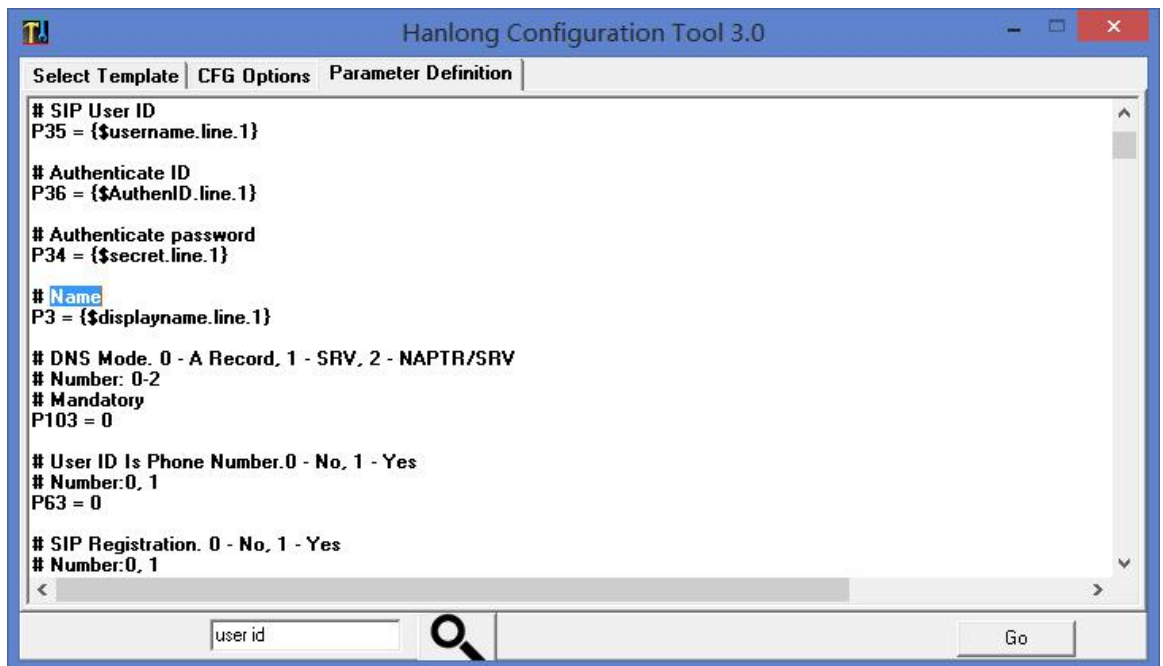 Hanlong Configuration Tool 3.0
Select Template CFG Options Parameter Definition
# SIP User ID
P35 = {$username.line.1}
# Authenticate ID
P36 = {$AuthenID.line.1}
# Authenticate password
P34 = {$secret.line.1}
# Name
P3 = {$displayname.line.1}
# DNS Mode. 0 - A Record, 1 - SRV, 2 - NAPTR/SRV
# Number: 0-2
# Mandatory
P103 = 0
# User ID Is Phone Number.0 - No, 1 - Yes
# Number:0, 1
P63 = 0
# SIP Registration. 0 - No, 1 - Yes
# Number:0, 1
user id Go